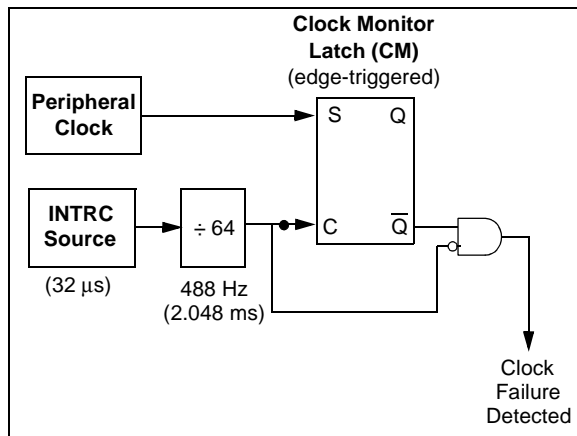 Clock Monitor
Latch (CM)
(edge-triggered)
Peripheral
Clock
S
Q
INTRC
Source
÷ 64
C
Q̅
(32 μs)
488 Hz
(2.048 ms)
Clock
Failure
Detected